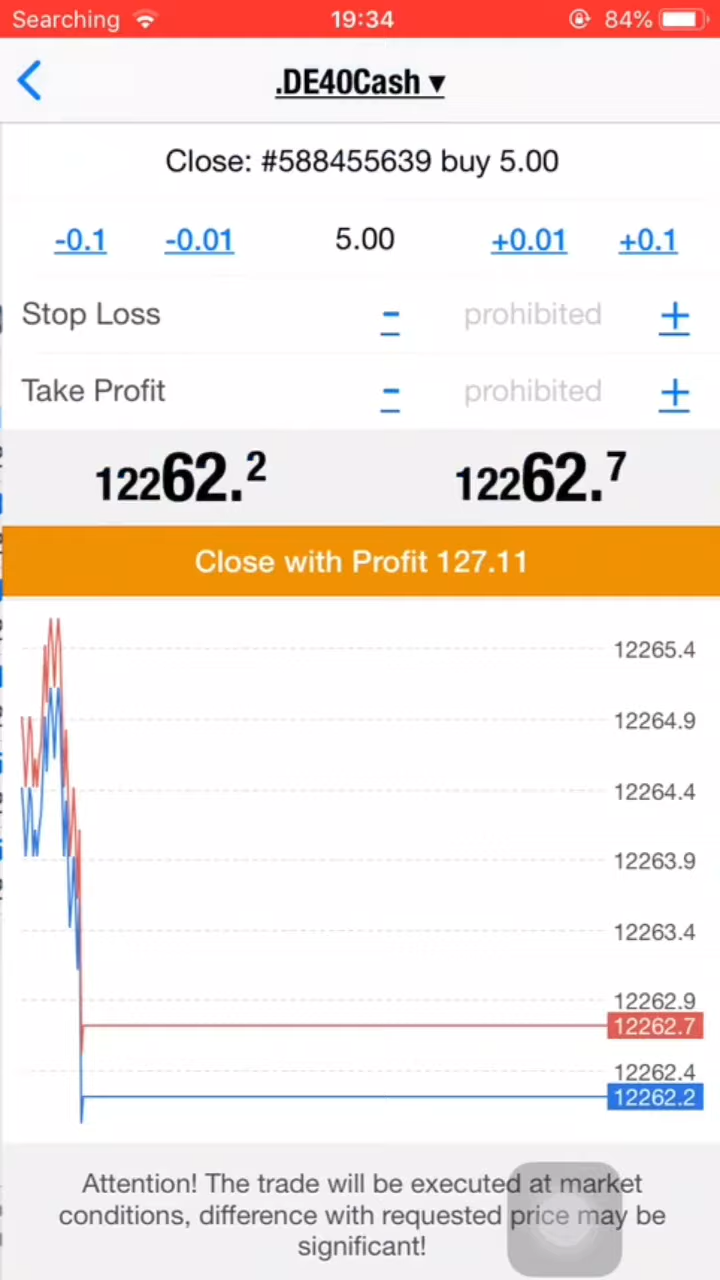 Searching 19:34 84%
.DE40Cash ▾
Close: #588455639 buy 5.00
-0.1 -0.01 5.00 +0.01 +0.1
Stop Loss - prohibited +
Take Profit - prohibited +
12262.2 12262.7
Close with Profit 127.11
12265.4
12264.9
12264.4
12263.9
12263.4
12262.9
12262.7
12262.4
12262.2
Attention! The trade will be executed at market
conditions, difference with requested price may be
significant!